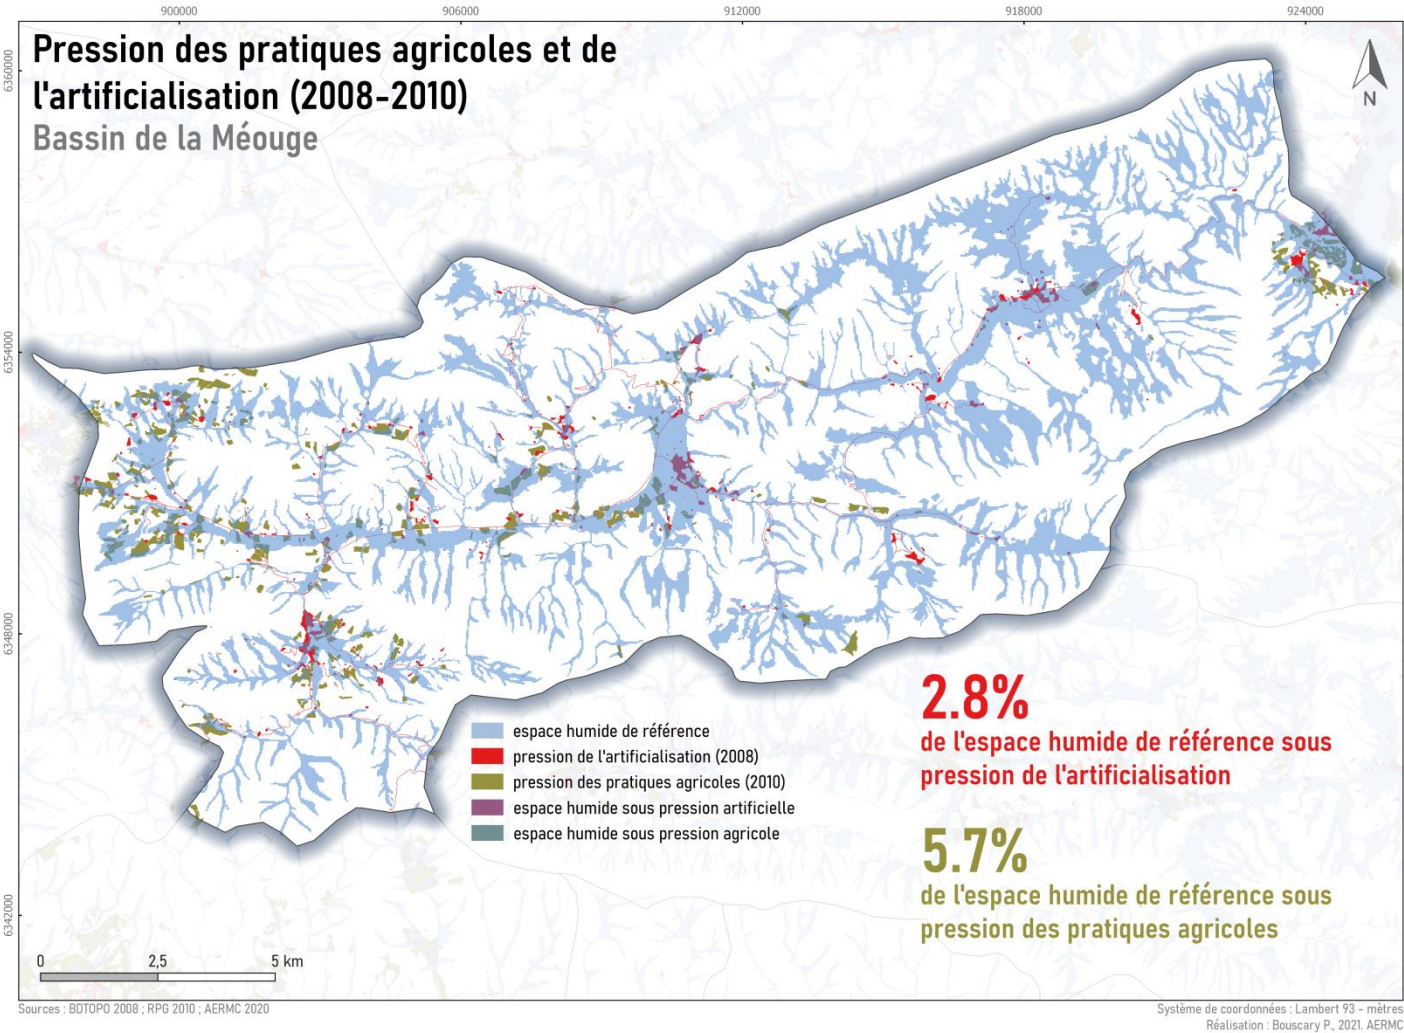 900000
906000
912000
918000
924000
Pression des pratiques agricoles et de
l'artificialisation (2008-2010)
Bassin de la Méouge
N
6360000
6354000
6348000
6342000
espace humide de référence
pression de l'artificialisation (2008)
pression des pratiques agricoles (2010)
espace humide sous pression artificielle
espace humide sous pression agricole
2.8%
de l'espace humide de référence sous
pression de l'artificialisation
5.7%
de l'espace humide de référence sous
pression des pratiques agricoles
0 2,5 5 km
Sources : BDTOPO 2008 ; RPG 2010 ; AERMC 2020
Système de coordonnées : Lambert 93 - mètres
Réalisation : Bouscary P., 2021. AERMC